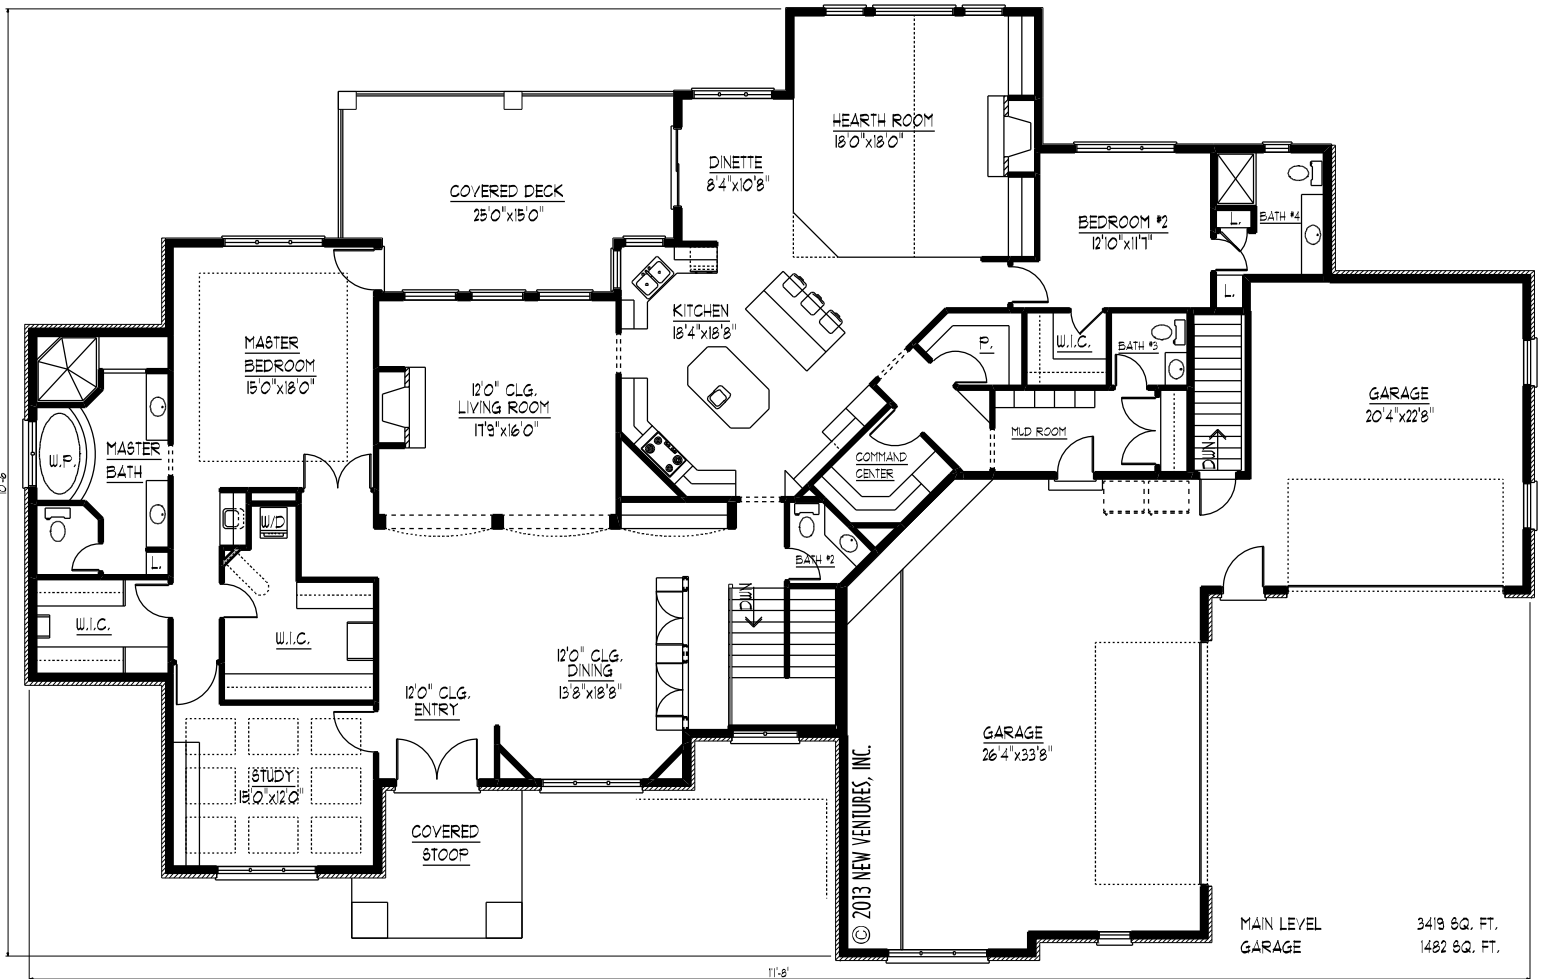 HEARTH ROOM
18'0"x18'0"
DINETTE
8'4"x10'8"
COVERED DECK
25'0"x15'0"
BEDROOM #2
12'10"x11'7"
L.
BATH #4
L.
KITCHEN
18'4"x18'8"
MASTER
BEDROOM
15'0"x18'0"
P.
W.I.C.
BATH #3
12'0" CLG.
LIVING ROOM
17'9"x16'0"
GARAGE
20'4"x22'8"
MUD ROOM
DWN
MASTER
BATH
W.P.
COMMAND
CENTER
W/D
BATH #2
L.
DWN
W.I.C.
W.I.C.
12'0" CLG.
DINING
13'8"x18'8"
12'0" CLG.
ENTRY
GARAGE
26'4"x33'8"
STUDY
15'0"x12'0"
COVERED
STOOP
© 2013 NEW VENTURES, INC.
MAIN LEVEL 3419 SQ. FT.
GARAGE 1482 SQ. FT.